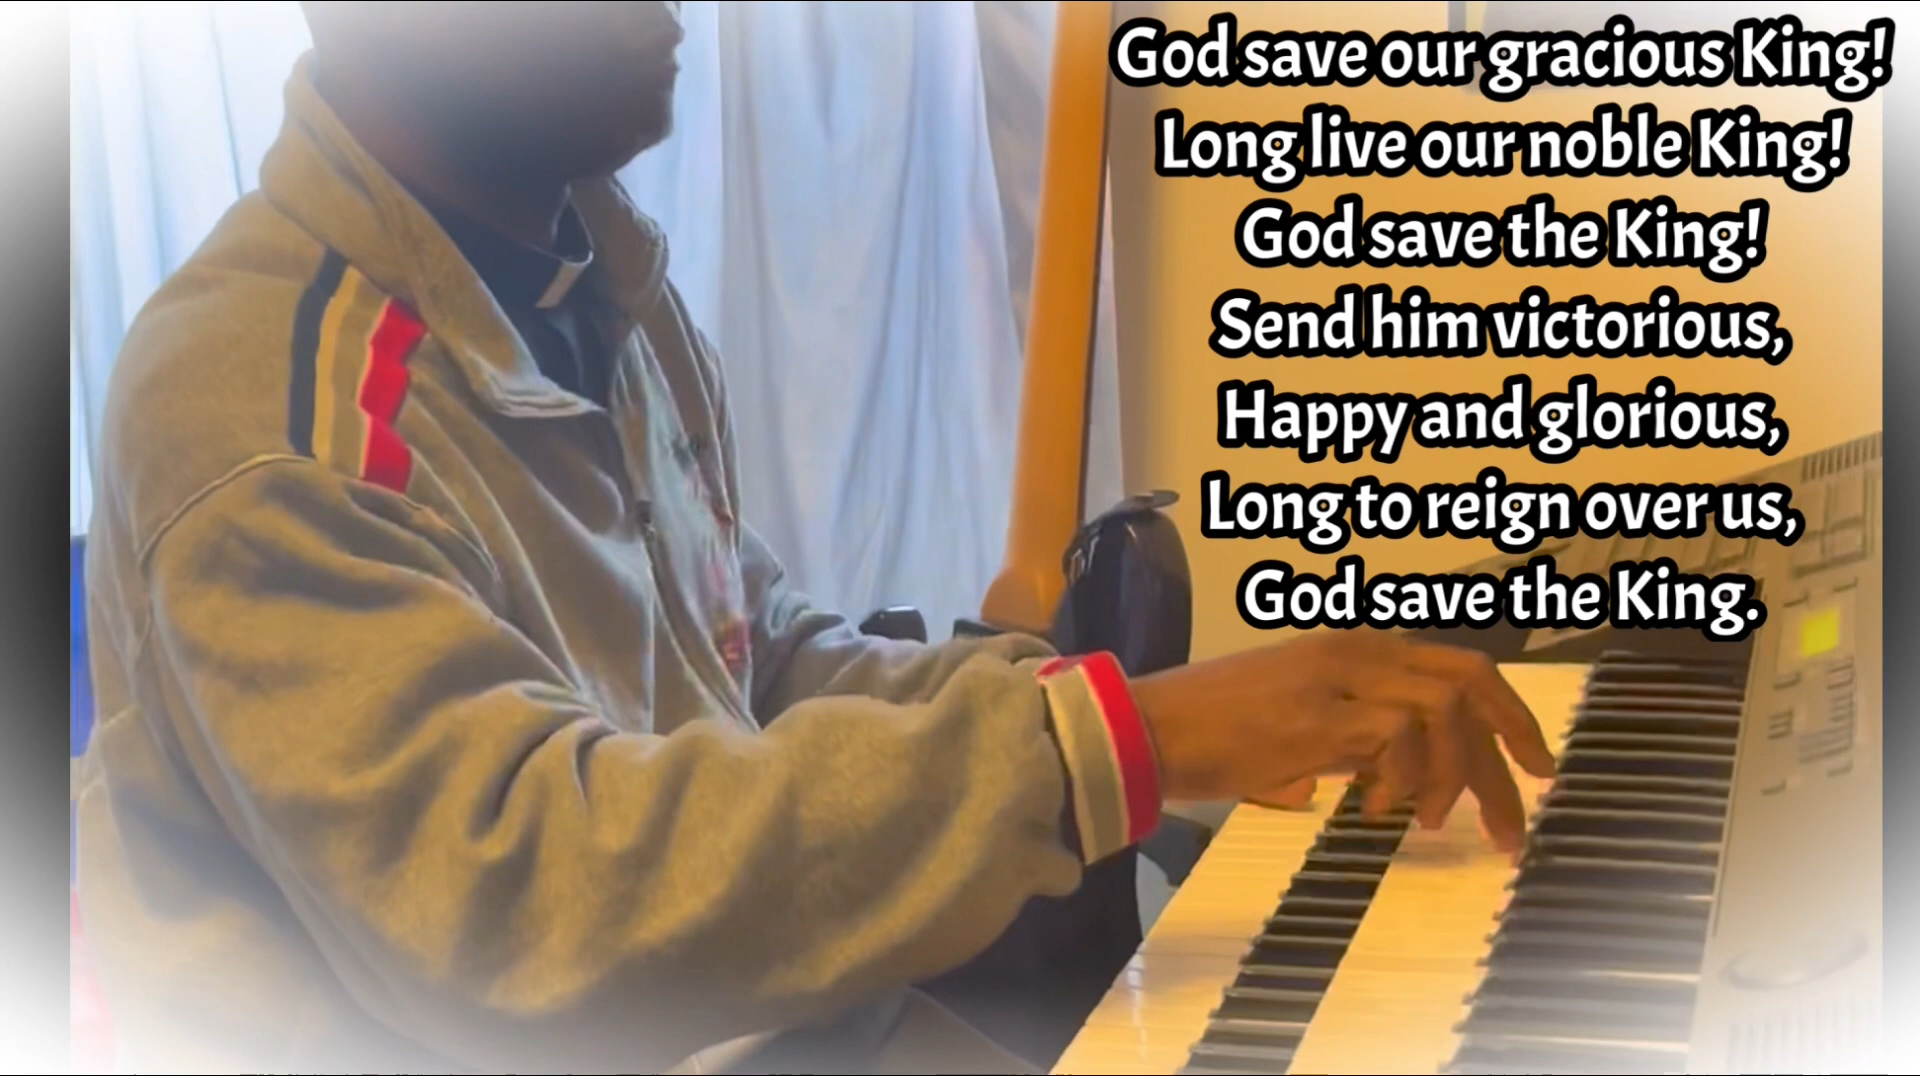 God save our gracious King!
Long live our noble King!
God save the King!
Send him victorious,
Happy and glorious,
Long to reign over us,
God save the King.